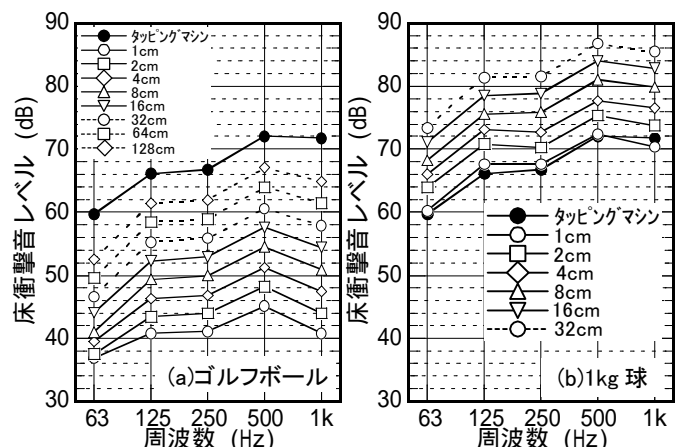 床衝撃音レベル (dB)
90
80
70
60
50
40
30
タッピングマシン
1cm
2cm
4cm
8cm
16cm
32cm
64cm
128cm
(a)ゴルフボール
63 125 250 500 1k
周波数 (Hz)
床衝撃音レベル (dB)
90
80
70
60
50
40
30
タッピングマシン
1cm
2cm
4cm
8cm
16cm
32cm
(b)1kg 球
63 125 250 500 1k
周波数 (Hz)